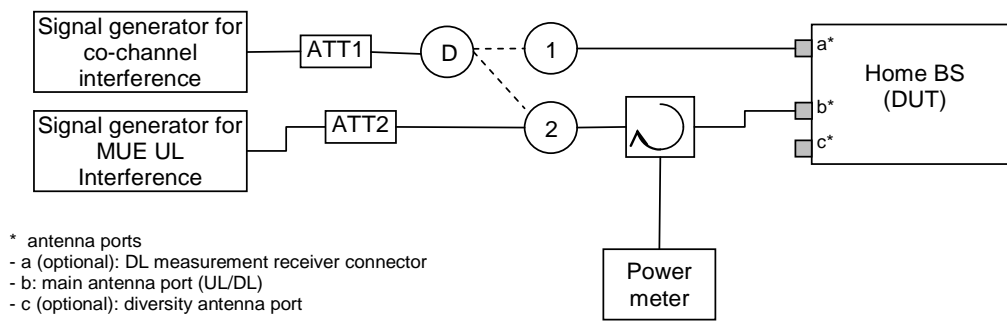 Signal generator for
co-channel
interference
ATT1
D
1
a*
Home BS
(DUT)
Signal generator for
MUE UL
Interference
ATT2
2
b*
c*
Power
meter
* antenna ports
- a (optional): DL measurement receiver connector
- b: main antenna port (UL/DL)
- c (optional): diversity antenna port